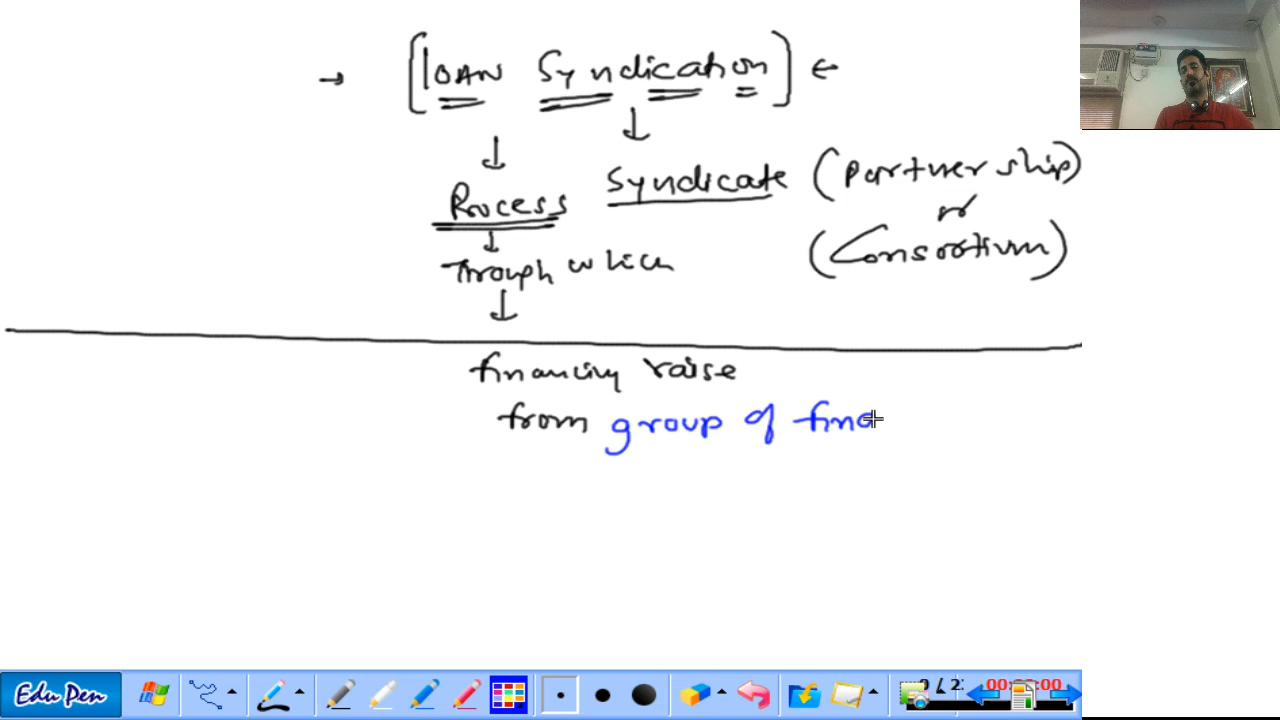 → [LOAN Syndication] ←
↓ ↓
Process Syndicate (Partnership)
or
↓
Through which (Consortium)
↓
financing raise
from group of fina
Edu Pen